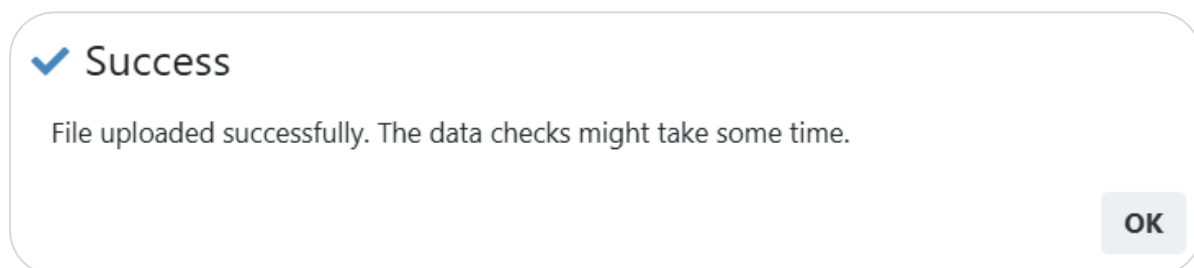 Success
File uploaded successfully. The data checks might take some time.
OK